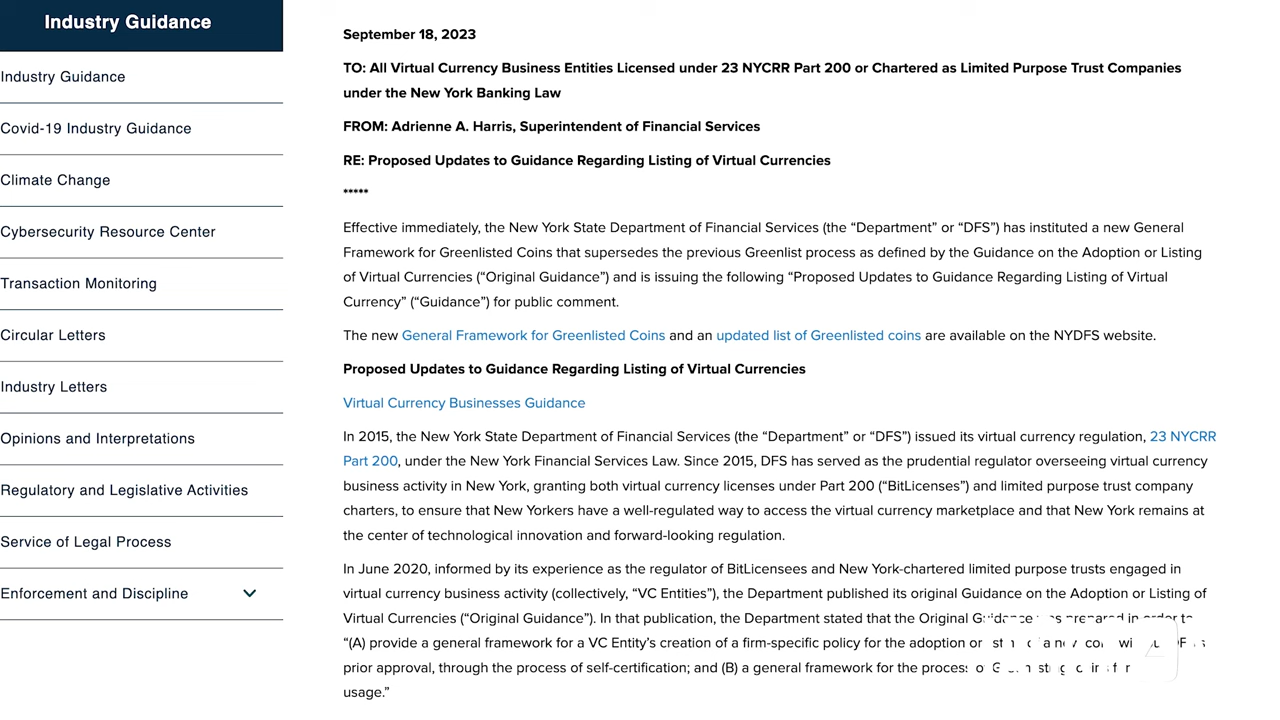 Industry Guidance
Industry Guidance
Covid-19 Industry Guidance
Climate Change
Cybersecurity Resource Center
Transaction Monitoring
Circular Letters
Industry Letters
Opinions and Interpretations
Regulatory and Legislative Activities
Service of Legal Process
Enforcement and Discipline
September 18, 2023
TO: All Virtual Currency Business Entities Licensed under 23 NYCRR Part 200 or Chartered as Limited Purpose Trust Companies
under the New York Banking Law
FROM: Adrienne A. Harris, Superintendent of Financial Services
RE: Proposed Updates to Guidance Regarding Listing of Virtual Currencies
*****
Effective immediately, the New York State Department of Financial Services (the “Department” or “DFS”) has instituted a new General
Framework for Greenlisted Coins that supersedes the previous Greenlist process as defined by the Guidance on the Adoption or Listing
of Virtual Currencies (“Original Guidance”) and is issuing the following “Proposed Updates to Guidance Regarding Listing of Virtual
Currency” (“Guidance”) for public comment.
The new General Framework for Greenlisted Coins and an updated list of Greenlisted coins are available on the NYDFS website.
Proposed Updates to Guidance Regarding Listing of Virtual Currencies
Virtual Currency Businesses Guidance
In 2015, the New York State Department of Financial Services (the “Department” or “DFS”) issued its virtual currency regulation, 23 NYCRR
Part 200, under the New York Financial Services Law. Since 2015, DFS has served as the prudential regulator overseeing virtual currency
business activity in New York, granting both virtual currency licenses under Part 200 (“BitLicenses”) and limited purpose trust company
charters, to ensure that New Yorkers have a well-regulated way to access the virtual currency marketplace and that New York remains at
the center of technological innovation and forward-looking regulation.
In June 2020, informed by its experience as the regulator of BitLicensees and New York-chartered limited purpose trusts engaged in
virtual currency business activity (collectively, “VC Entities”), the Department published its original Guidance on the Adoption or Listing of
Virtual Currencies (“Original Guidance”). In that publication, the Department stated that the Original Guidance was prepared in order to
“(A) provide a general framework for a VC Entity’s creation of a firm-specific policy for the adoption or a new
prior approval, through the process of self-certification; and (B) a general framework for the process of for
usage.”